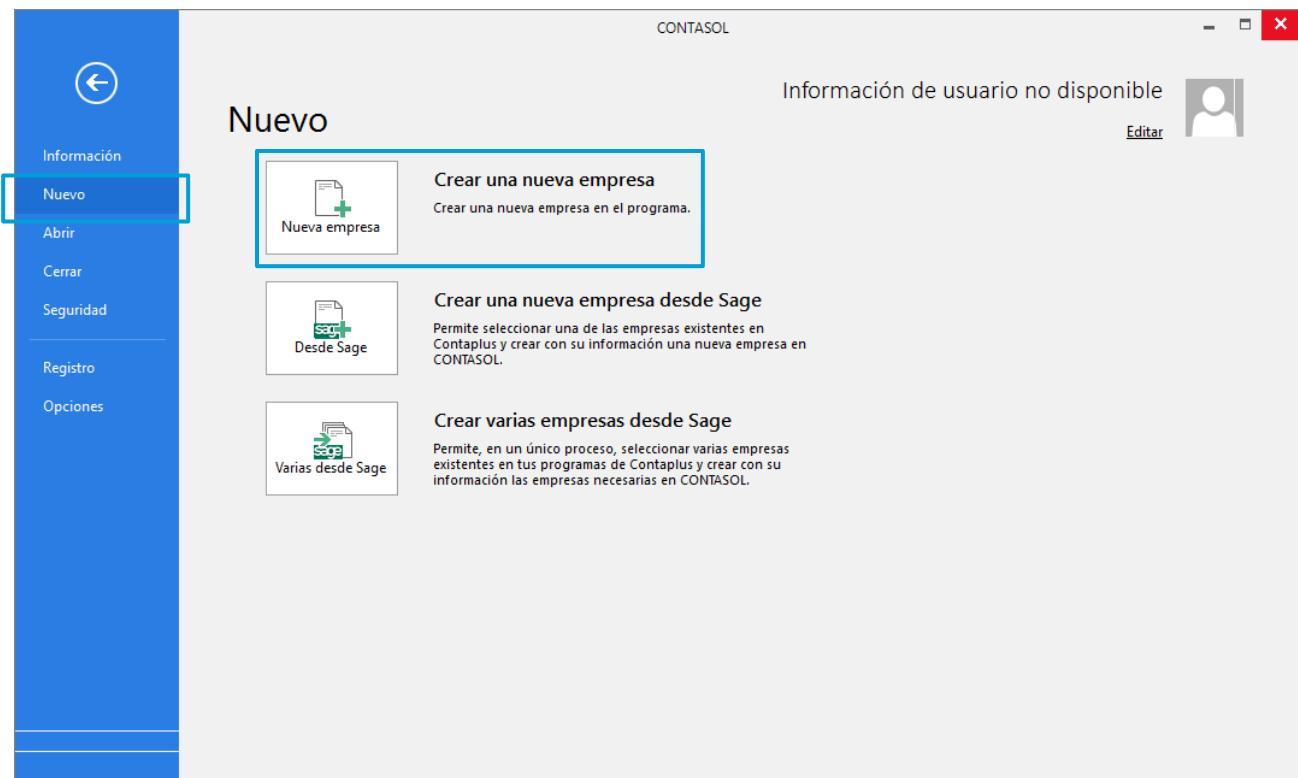 CONTASOL
Información de usuario no disponible
Editar
Información
Nuevo
Abrir
Cerrar
Seguridad
Registro
Opciones
Nuevo
Nueva empresa
Crear una nueva empresa
Crear una nueva empresa en el programa.
sage
Desde Sage
Crear una nueva empresa desde Sage
Permite seleccionar una de las empresas existentes en
Contaplus y crear con su información una nueva empresa en
CONTASOL.
sage
Varias desde Sage
Crear varias empresas desde Sage
Permite, en un único proceso, seleccionar varias empresas
existentes en tus programas de Contaplus y crear con su
información las empresas necesarias en CONTASOL.